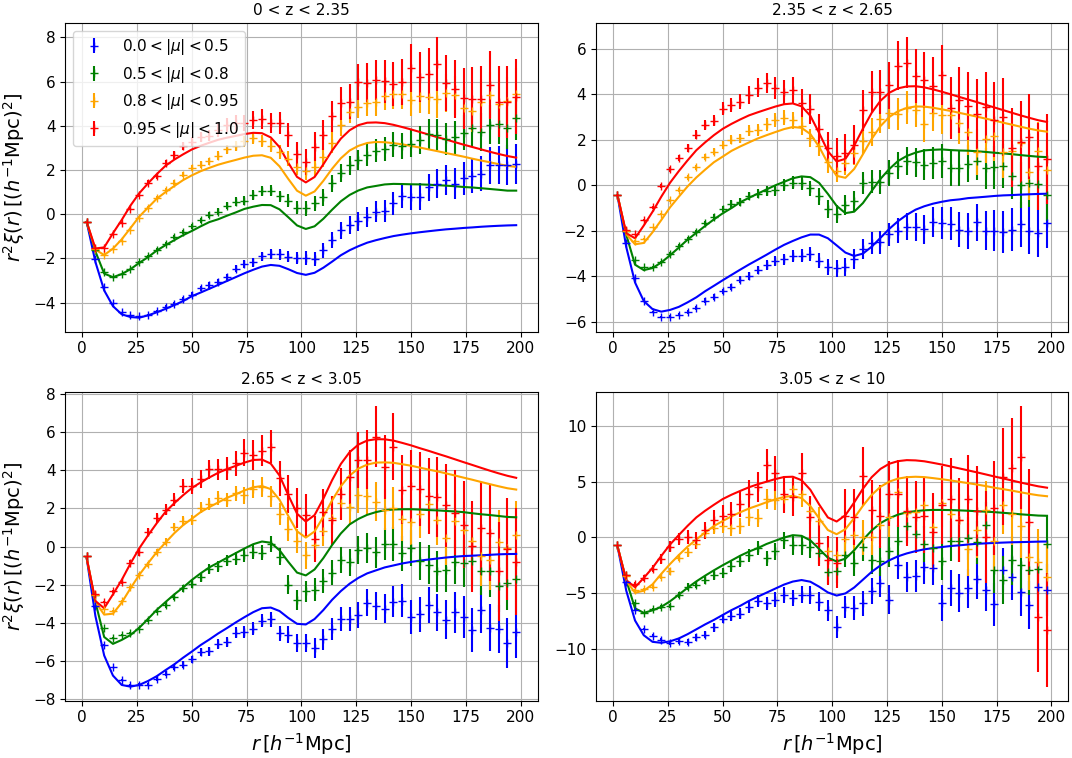 0 < z < 2.35
8
6
4
2
0
−2
−4
0 25 50 75 100 125 150 175 200
r²ξ(r) [(h⁻¹Mpc)²]
0.0 < |μ| < 0.5
0.5 < |μ| < 0.8
0.8 < |μ| < 0.95
0.95 < |μ| < 1.0
2.35 < z < 2.65
6
4
2
0
−2
−4
−6
0 25 50 75 100 125 150 175 200
2.65 < z < 3.05
8
6
4
2
0
−2
−4
−6
−8
0 25 50 75 100 125 150 175 200
r²ξ(r) [(h⁻¹Mpc)²]
r [h⁻¹Mpc]
3.05 < z < 10
10
5
0
−5
−10
0 25 50 75 100 125 150 175 200
r [h⁻¹Mpc]